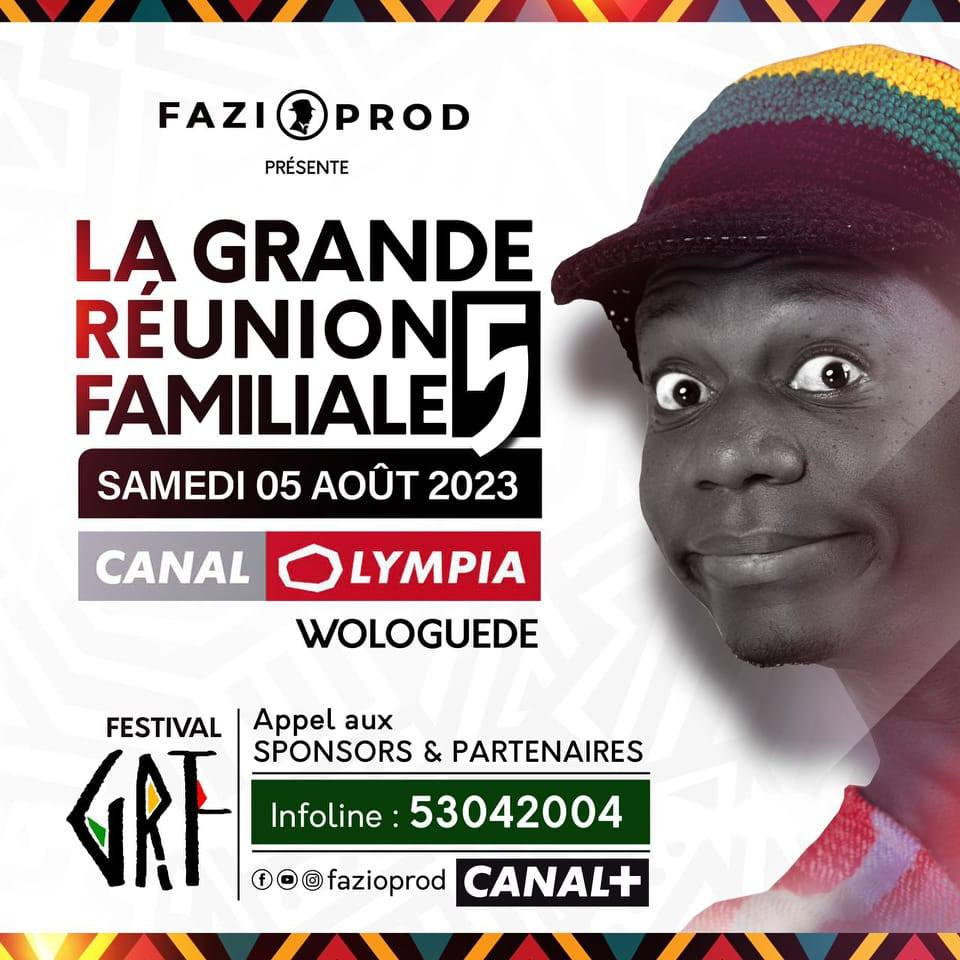 FAZI PROD
PRÉSENTE
LA GRANDE
RÉUNION
FAMILIALE 5
SAMEDI 05 AOÛT 2023
CANAL OLYMPIA
WOLOGUEDE
FESTIVAL
GRF
Appel aux
SPONSORS & PARTENAIRES
Infoline : 53042004
fazioprod
CANAL+